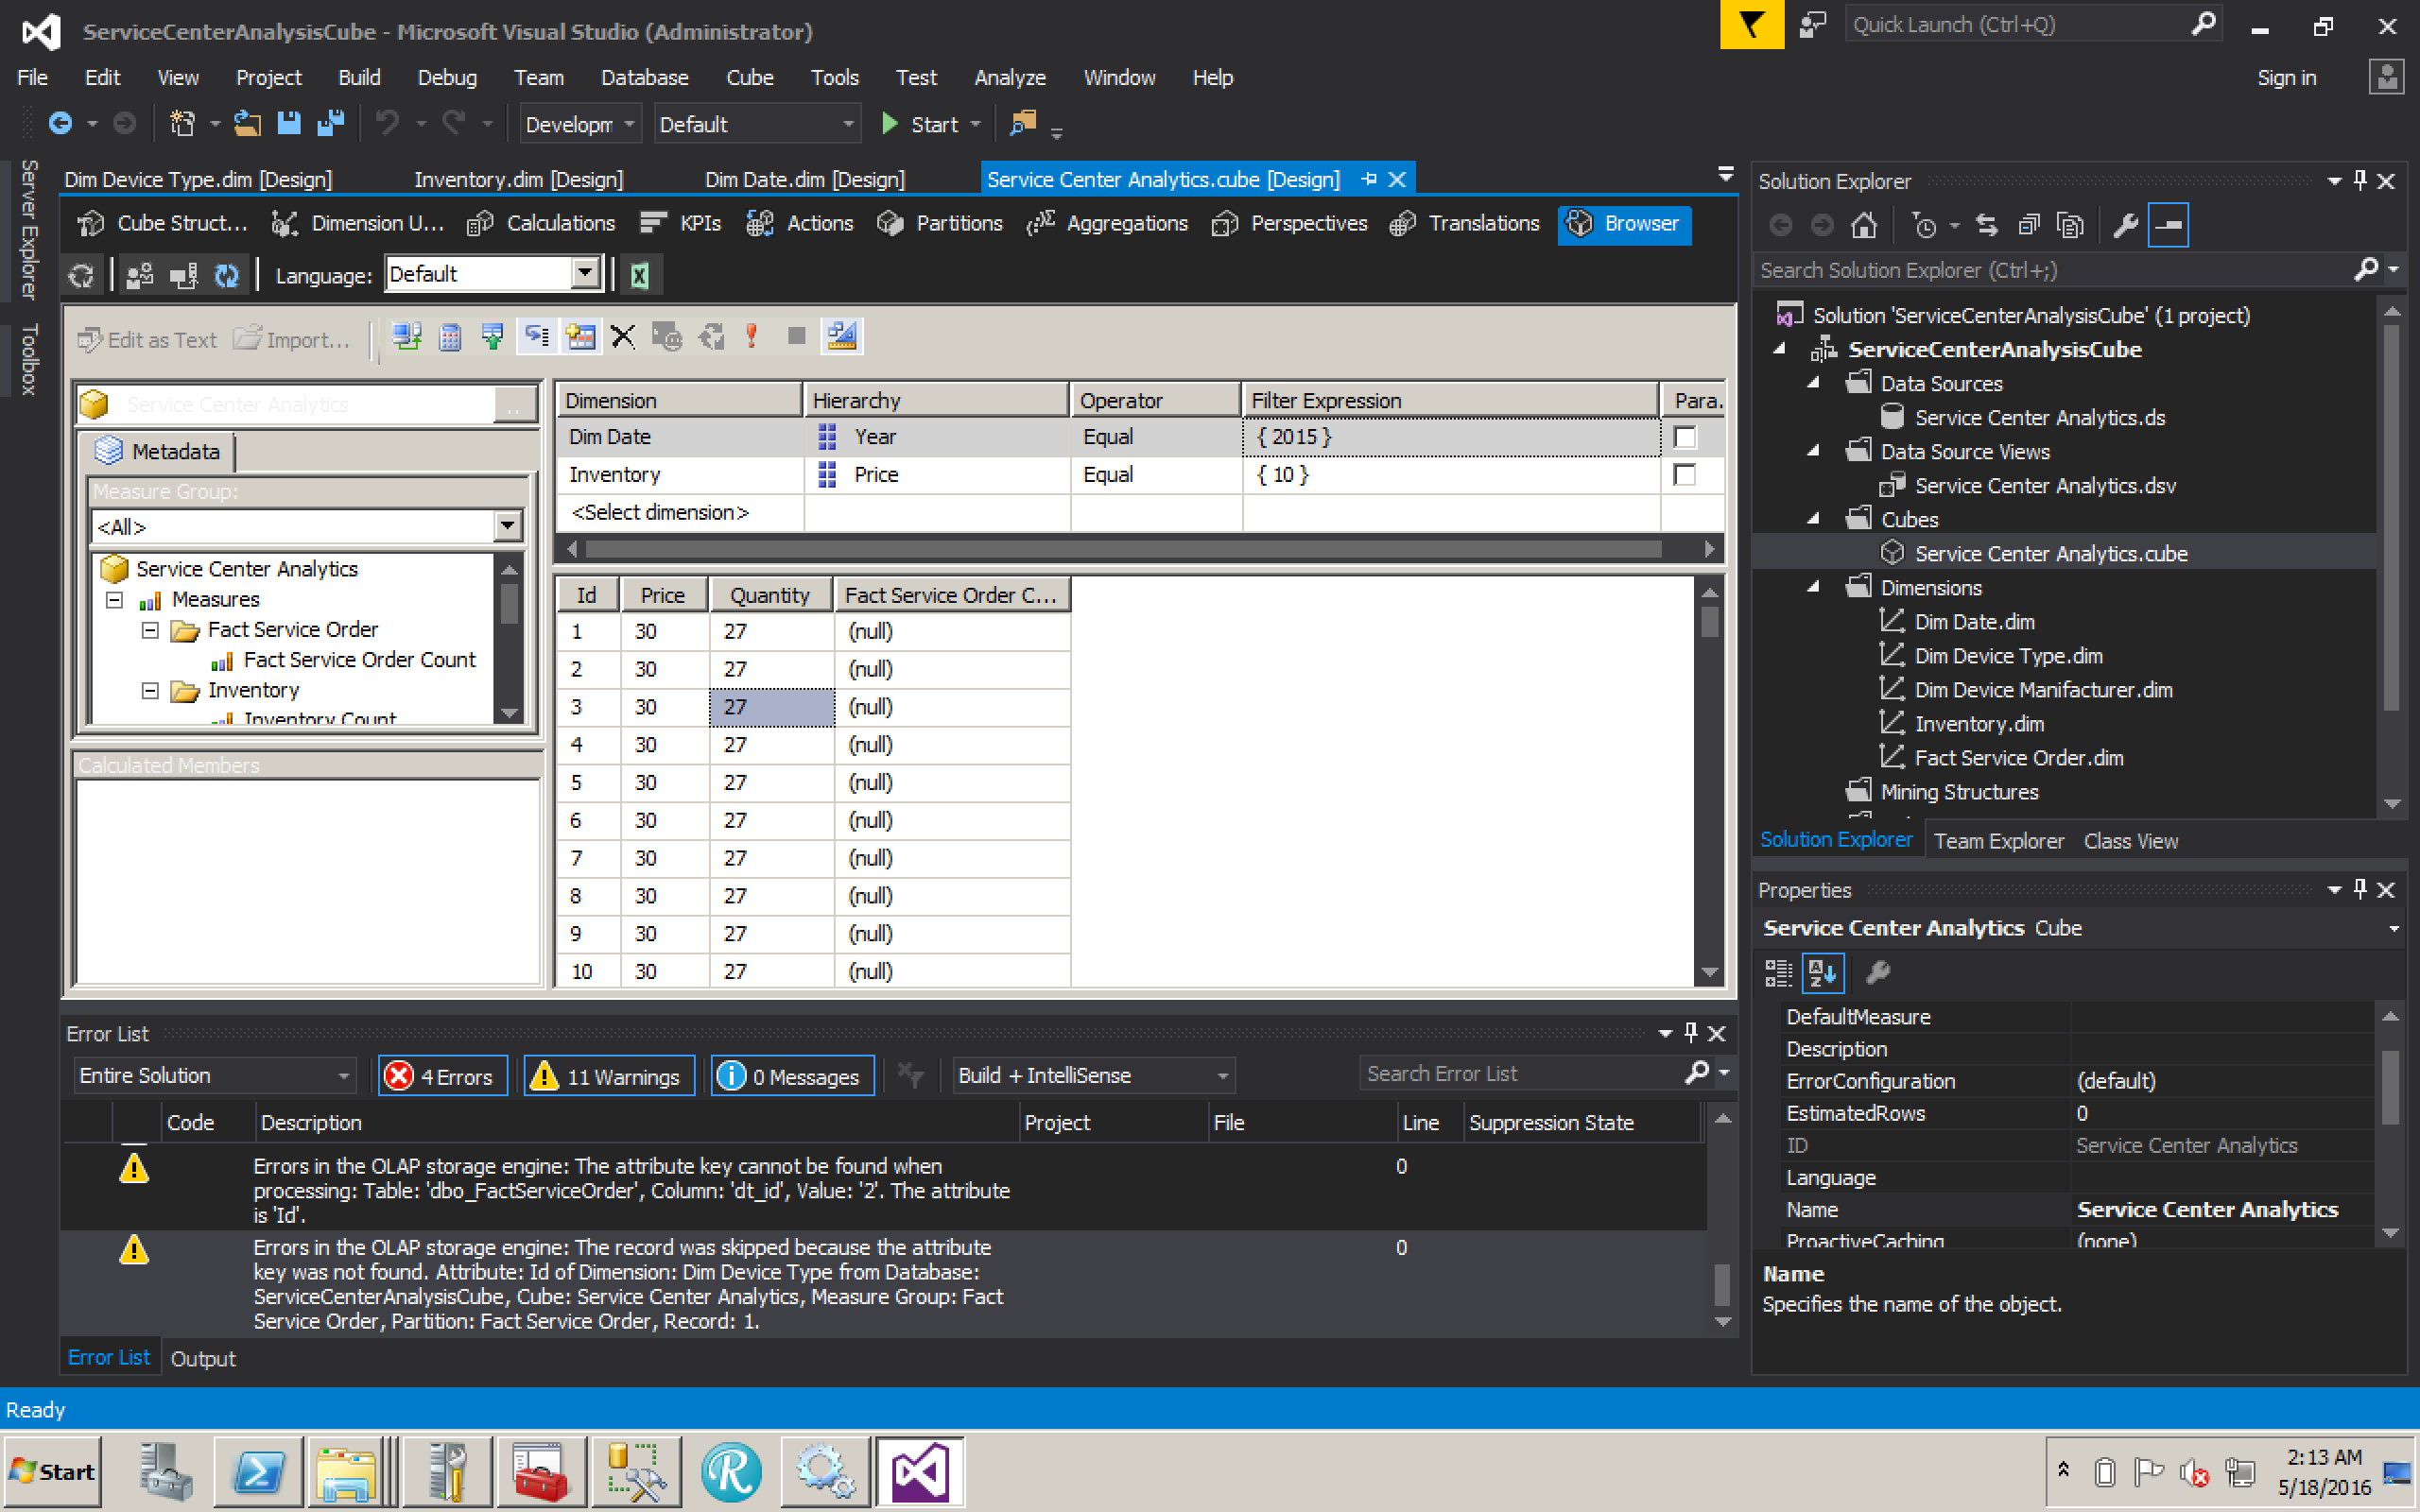 ServiceCenterAnalysisCube - Microsoft Visual Studio (Administrator)
Quick Launch (Ctrl+Q)
File Edit View Project Build Debug Team Database Cube Tools Test Analyze Window Help
Sign in
Developm Default Start
Server Explorer
Toolbox
Dim Device Type.dim [Design] Inventory.dim [Design] Dim Date.dim [Design] Service Center Analytics.cube [Design]
Cube Struct... Dimension U... Calculations KPIs Actions Partitions Aggregations Perspectives Translations Browser
Language: Default
Edit as Text Import...
Service Center Analytics ..
Metadata
Measure Group:
<All>
Service Center Analytics
Measures
Fact Service Order
Fact Service Order Count
Inventory
Inventory Count
Calculated Members
Dimension Hierarchy Operator Filter Expression Para.
Dim Date Year Equal { 2015 }
Inventory Price Equal { 10 }
<Select dimension>
Id Price Quantity Fact Service Order C...
1 30 27 (null)
2 30 27 (null)
3 30 27 (null)
4 30 27 (null)
5 30 27 (null)
6 30 27 (null)
7 30 27 (null)
8 30 27 (null)
9 30 27 (null)
10 30 27 (null)
Error List
Entire Solution 4 Errors 11 Warnings 0 Messages Build + IntelliSense Search Error List
Code Description Project File Line Suppression State
Errors in the OLAP storage engine: The attribute key cannot be found when 0
processing: Table: 'dbo_FactServiceOrder', Column: 'dt_id', Value: '2'. The attribute
is 'Id'.
Errors in the OLAP storage engine: The record was skipped because the attribute 0
key was not found. Attribute: Id of Dimension: Dim Device Type from Database:
ServiceCenterAnalysisCube, Cube: Service Center Analytics, Measure Group: Fact
Service Order, Partition: Fact Service Order, Record: 1.
Error List Output
Solution Explorer
Search Solution Explorer (Ctrl+;)
Solution 'ServiceCenterAnalysisCube' (1 project)
ServiceCenterAnalysisCube
Data Sources
Service Center Analytics.ds
Data Source Views
Service Center Analytics.dsv
Cubes
Service Center Analytics.cube
Dimensions
Dim Date.dim
Dim Device Type.dim
Dim Device Manifacturer.dim
Inventory.dim
Fact Service Order.dim
Mining Structures
Solution Explorer Team Explorer Class View
Properties
Service Center Analytics Cube
DefaultMeasure
Description
ErrorConfiguration (default)
EstimatedRows 0
ID Service Center Analytics
Language
Name Service Center Analytics
ProactiveCaching (none)
Name
Specifies the name of the object.
Ready
Start
2:13 AM
5/18/2016